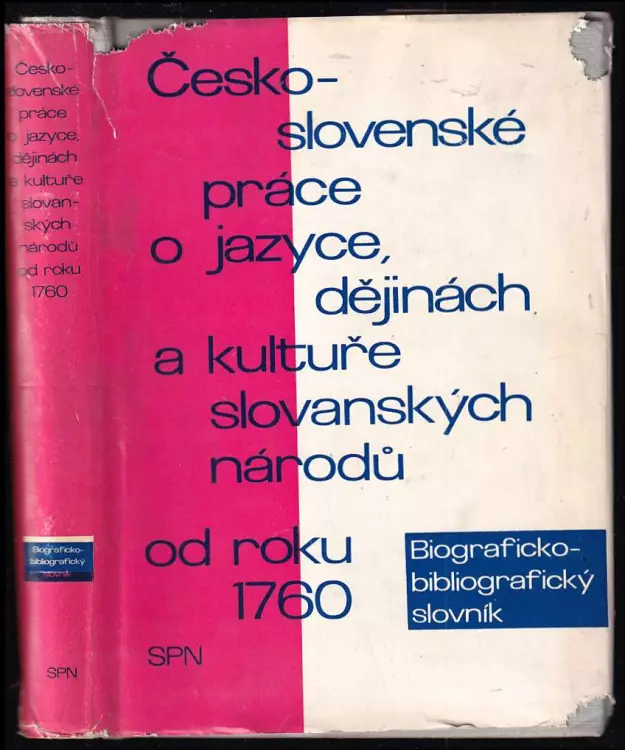 Česko-
slovenské
práce
o jazyce,
dějinách
a kultuře
slovan-
ských
národů
od roku
1760
Biograficko-
bibliografický
slovník
SPN
Česko-
slovenské
práce
o jazyce,
dějinách
a kultuře
slovanských
národů
od roku
1760
Biograficko-
bibliografický
slovník
SPN